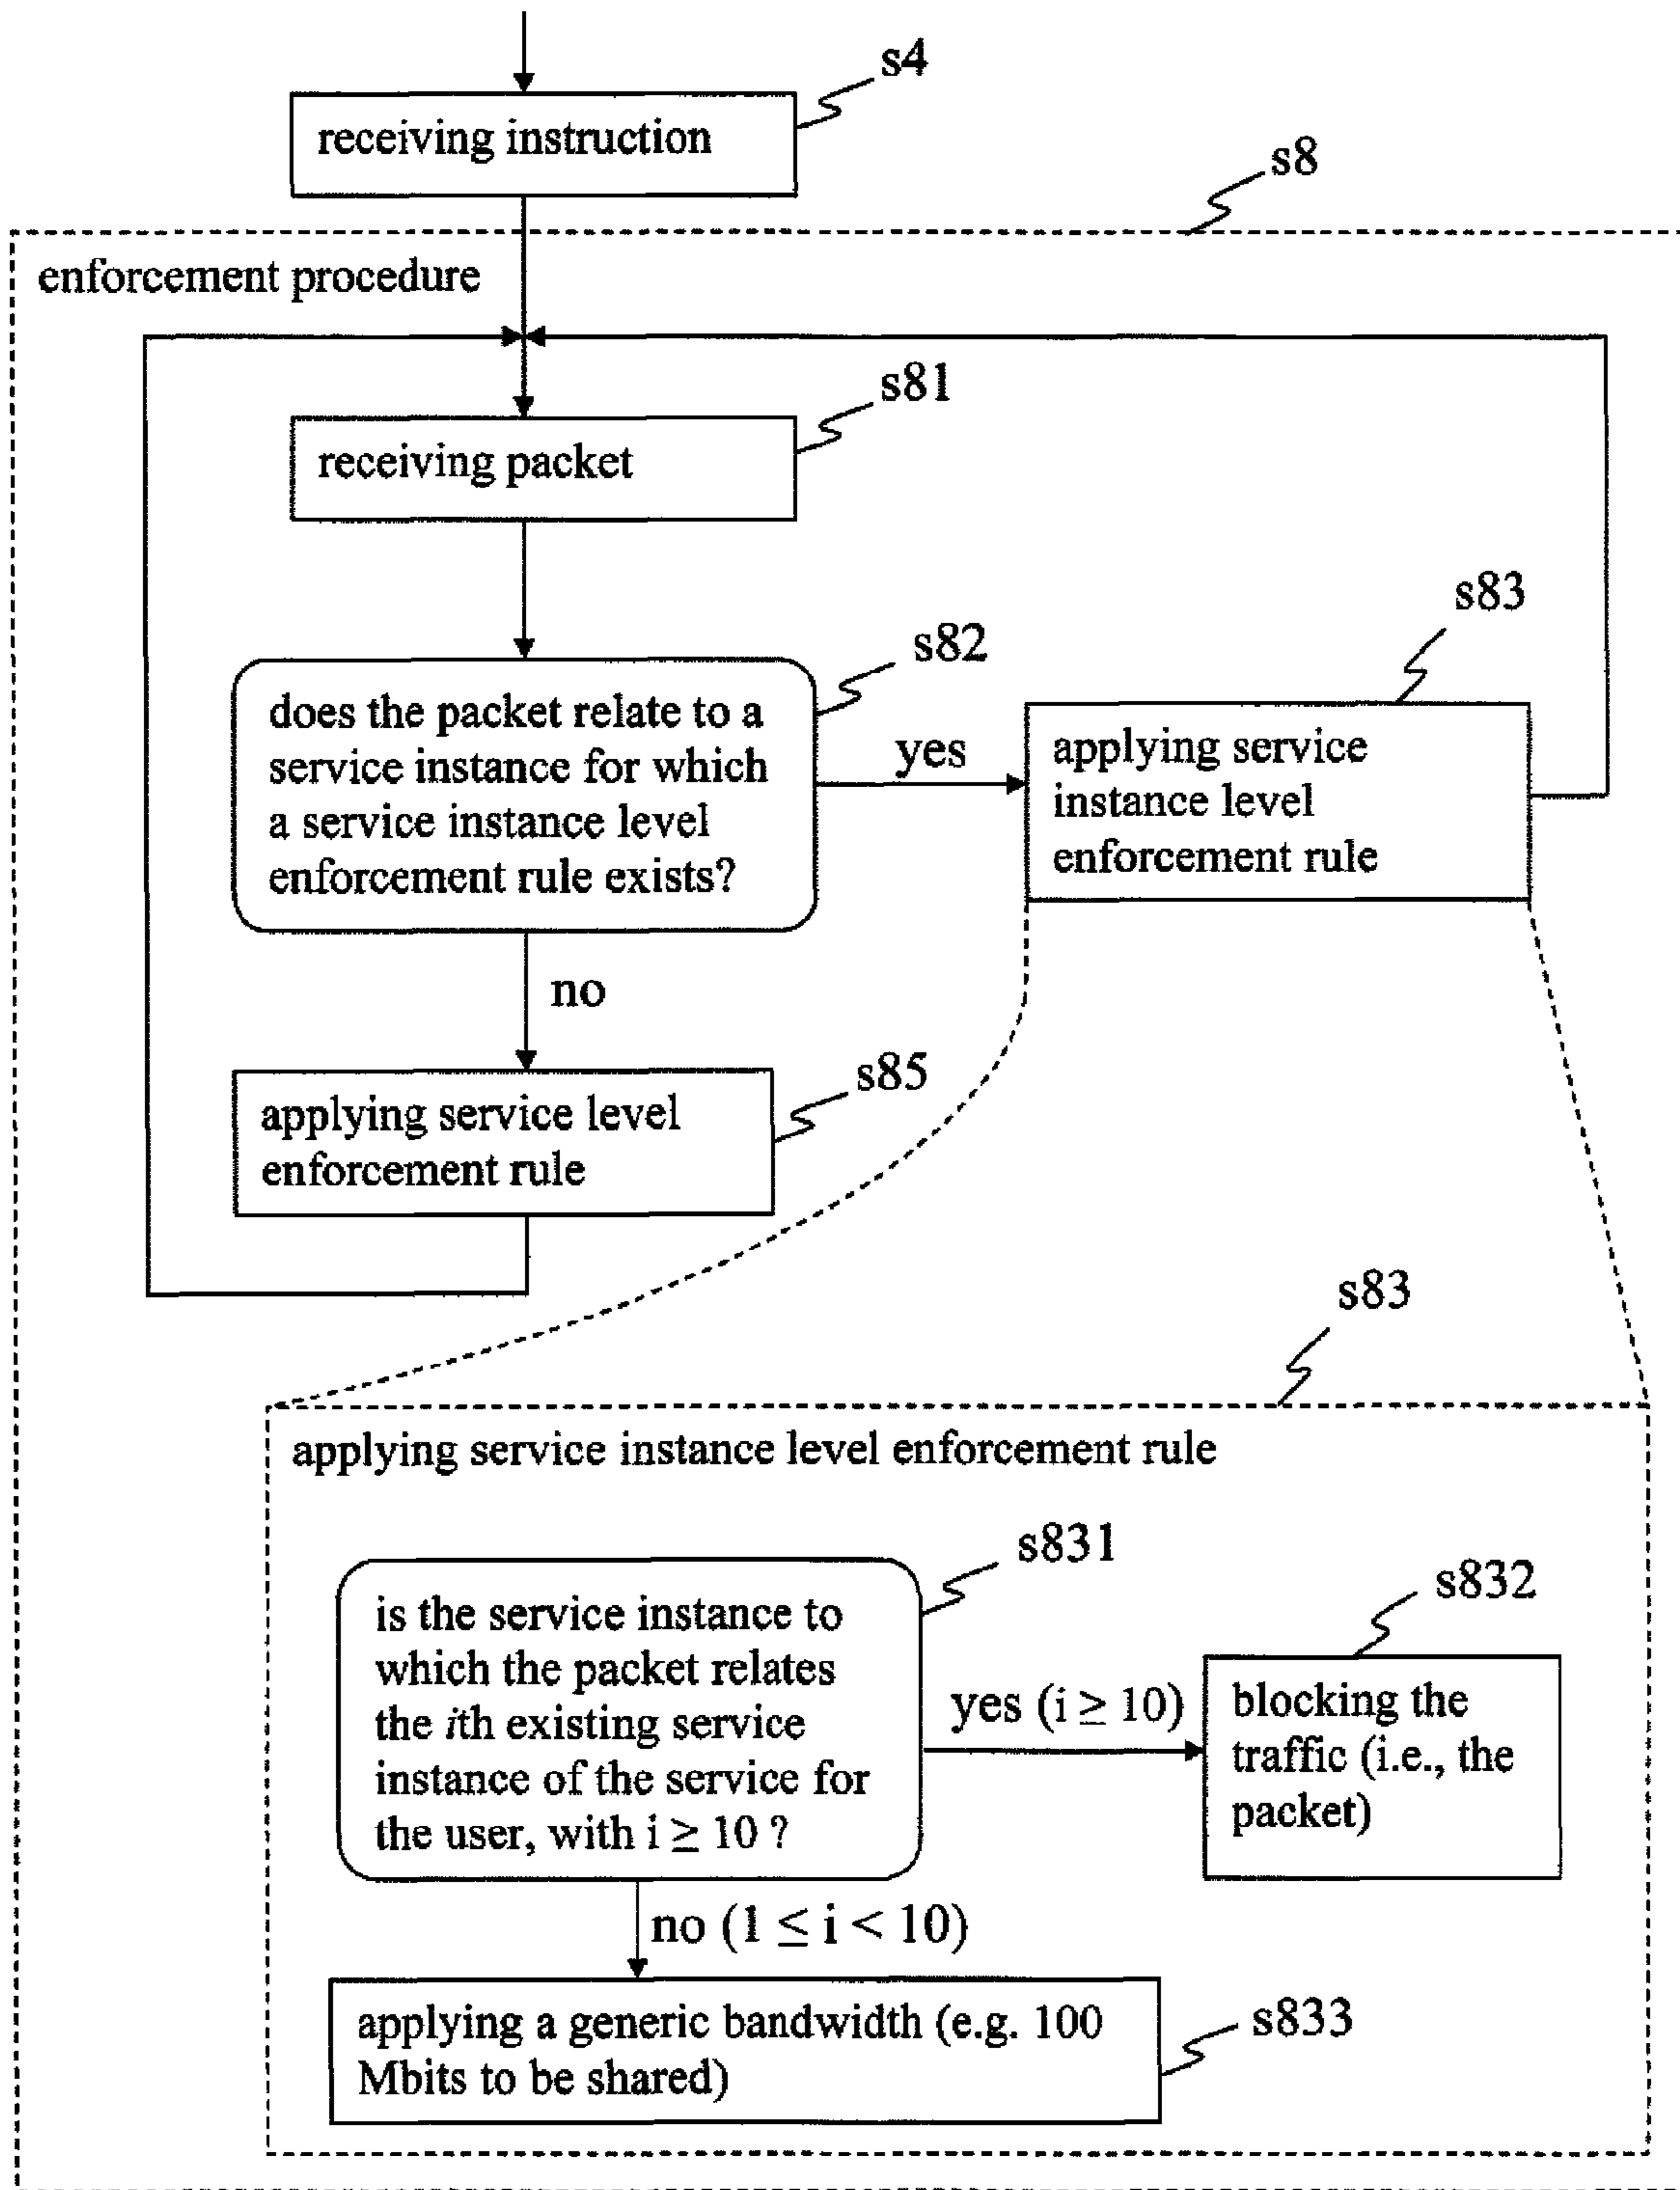 s4
receiving instruction
s8
enforcement procedure
s81
receiving packet
s83
s82
does the packet relate to a
service instance for which
a service instance level
enforcement rule exists?
yes
applying service
instance level
enforcement rule
no
s85
applying service level
enforcement rule
s83
applying service instance level enforcement rule
s831
is the service instance to
which the packet relates
the ith existing service
instance of the service for
the user, with i ≥ 10 ?
s832
yes (i ≥ 10)
blocking the
traffic (i.e., the
packet)
no (1 ≤ i < 10)
s833
applying a generic bandwidth (e.g. 100
Mbits to be shared)